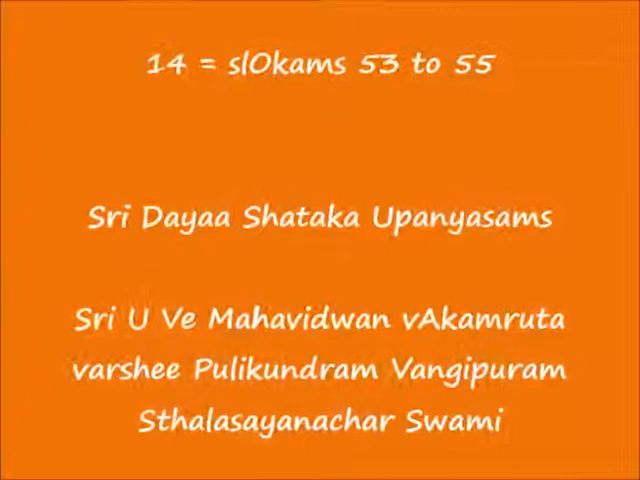 14 = slOkams 53 to 55
Sri Dayaa Shataka Upanyasams
Sri U Ve Mahavidwan vAkamruta
varshee Pulikundram Vangipuram
Sthalasayanachar Swami